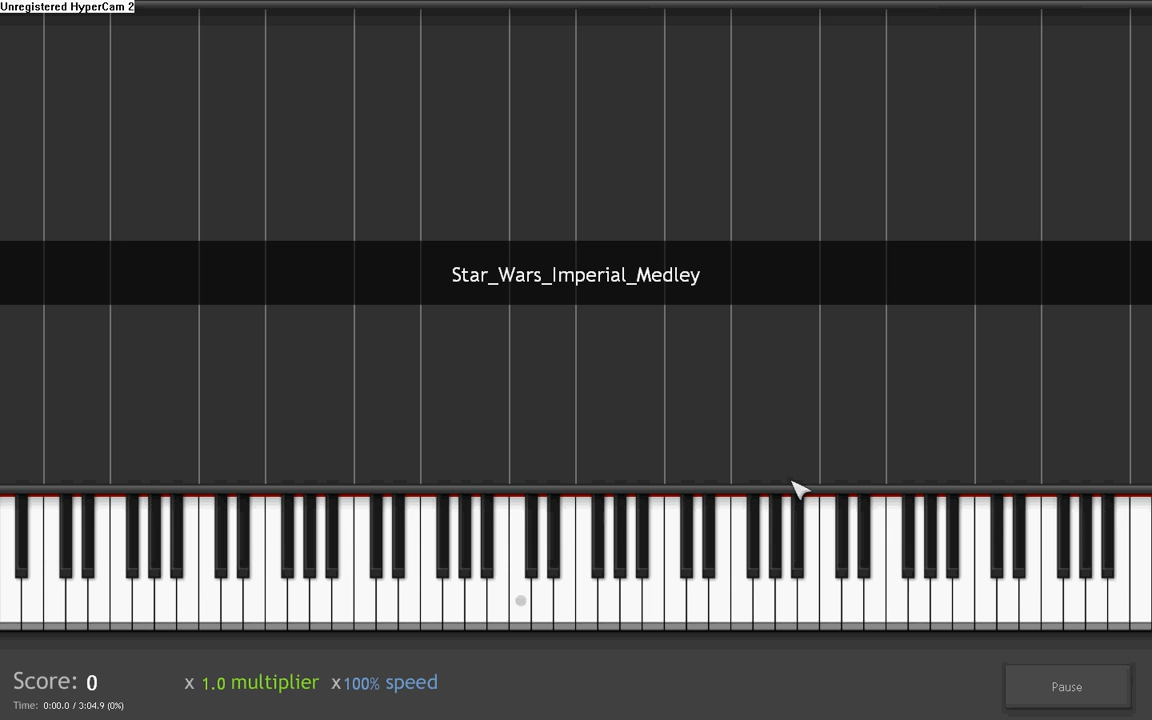 Unregistered HyperCam 2
Star_Wars_Imperial_Medley
Score: 0 x 1.0 multiplier x100% speed
Pause
Time: 0:00.0 / 3:04.9 (0%)